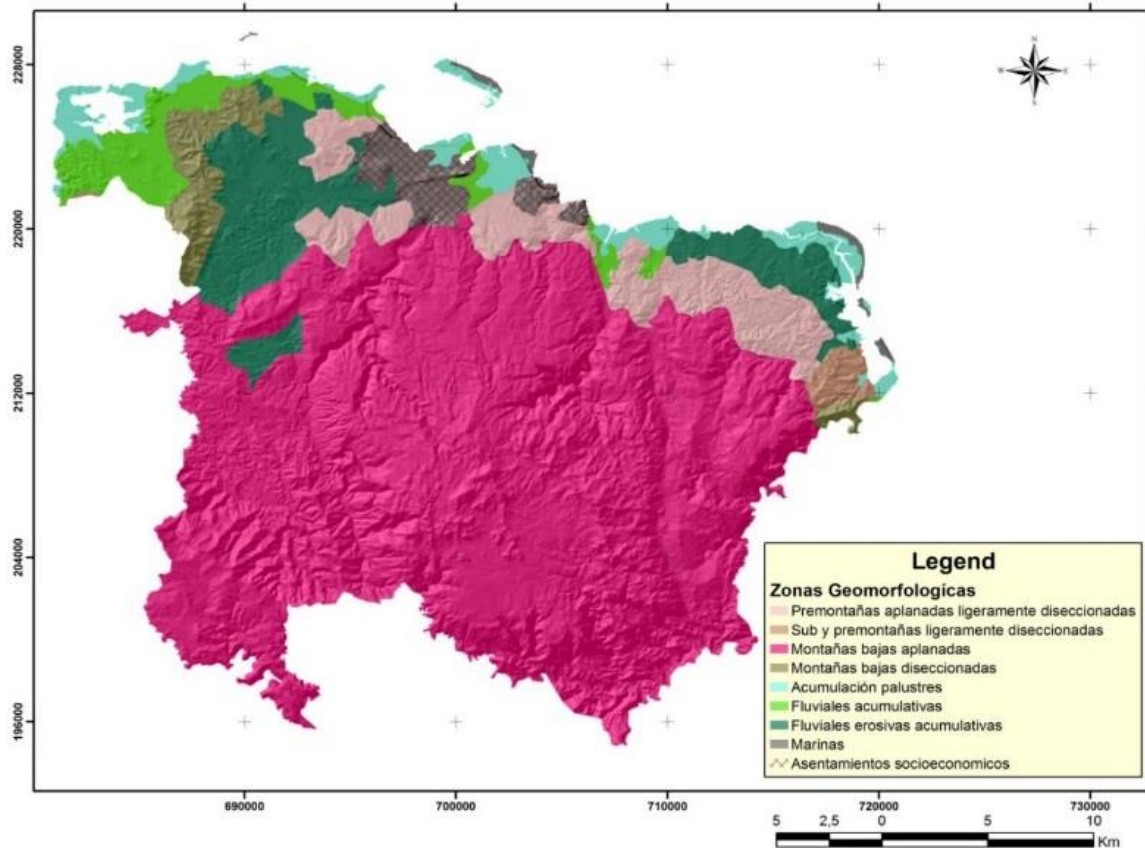 N
W
E
S
228000
220000
212000
204000
196000
Legend
Zonas Geomorfologicas
Premontañas aplanadas ligeramente diseccionadas
Sub y premontañas ligeramente diseccionadas
Montañas bajas aplanadas
Montañas bajas diseccionadas
Acumulación palustres
Fluviales acumulativas
Fluviales erosivas acumulativas
Marinas
Asentamientos socioeconomicos
690000 700000 710000 720000 730000
5 2,5 0 5 10
Km